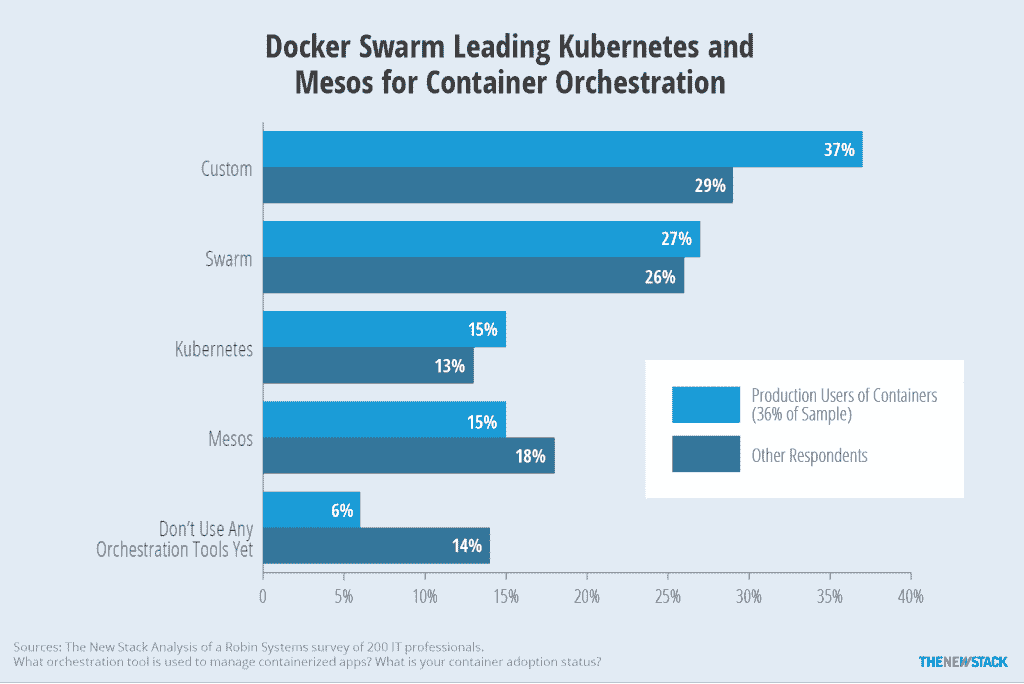 Docker Swarm Leading Kubernetes and
Mesos for Container Orchestration
Custom
37%
29%
Swarm
27%
26%
Kubernetes
15%
13%
Mesos
15%
18%
Don't Use Any
Orchestration Tools Yet
6%
14%
Production Users of Containers
(36% of Sample)
Other Respondents
0
5%
10%
15%
20%
25%
30%
35%
40%
Sources: The New Stack Analysis of a Robin Systems survey of 200 IT professionals.
What orchestration tool is used to manage containerized apps? What is your container adoption status?
THENEWSTACK